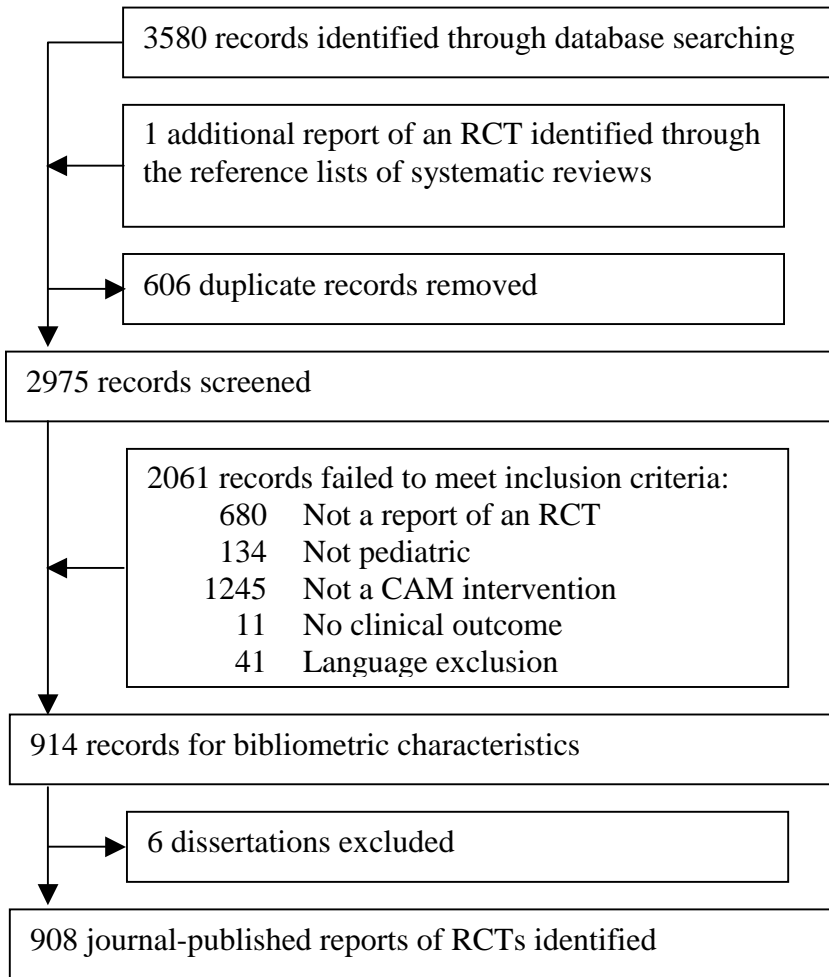 3580 records identified through database searching
1 additional report of an RCT identified through
the reference lists of systematic reviews
606 duplicate records removed
2975 records screened
2061 records failed to meet inclusion criteria:
680 Not a report of an RCT
134 Not pediatric
1245 Not a CAM intervention
11 No clinical outcome
41 Language exclusion
914 records for bibliometric characteristics
6 dissertations excluded
908 journal-published reports of RCTs identified